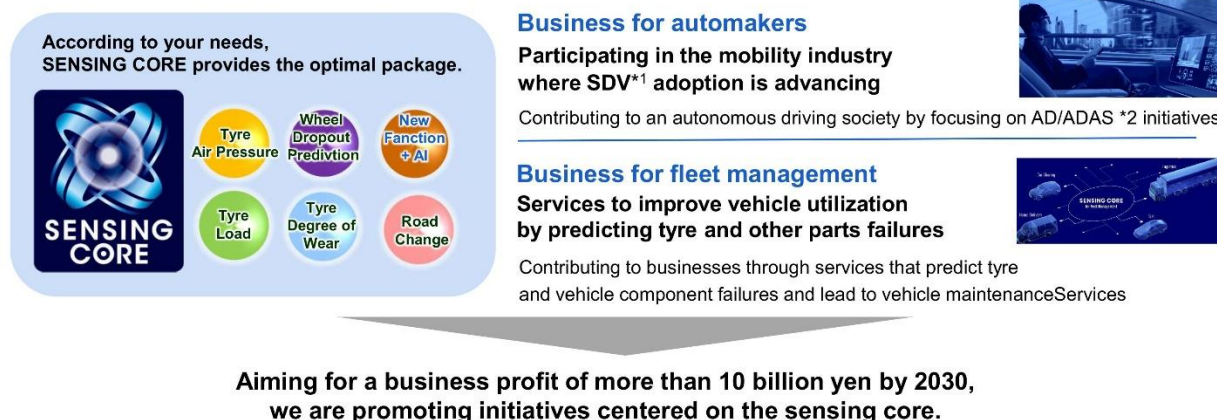 According to your needs,
SENSING CORE provides the optimal package.
SENSING
CORE
Tyre
Air Pressure
Wheel
Dropout
Predivtion
New
Fanction
+ AI
Tyre
Load
Tyre
Degree of
Wear
Road
Change
Business for automakers
Participating in the mobility industry
where SDV*1 adoption is advancing
Contributing to an autonomous driving society by focusing on AD/ADAS *2 initiatives
Business for fleet management
Services to improve vehicle utilization
by predicting tyre and other parts failures
SENSING CORE
Contributing to businesses through services that predict tyre
and vehicle component failures and lead to vehicle maintenanceServices
Aiming for a business profit of more than 10 billion yen by 2030,
we are promoting initiatives centered on the sensing core.